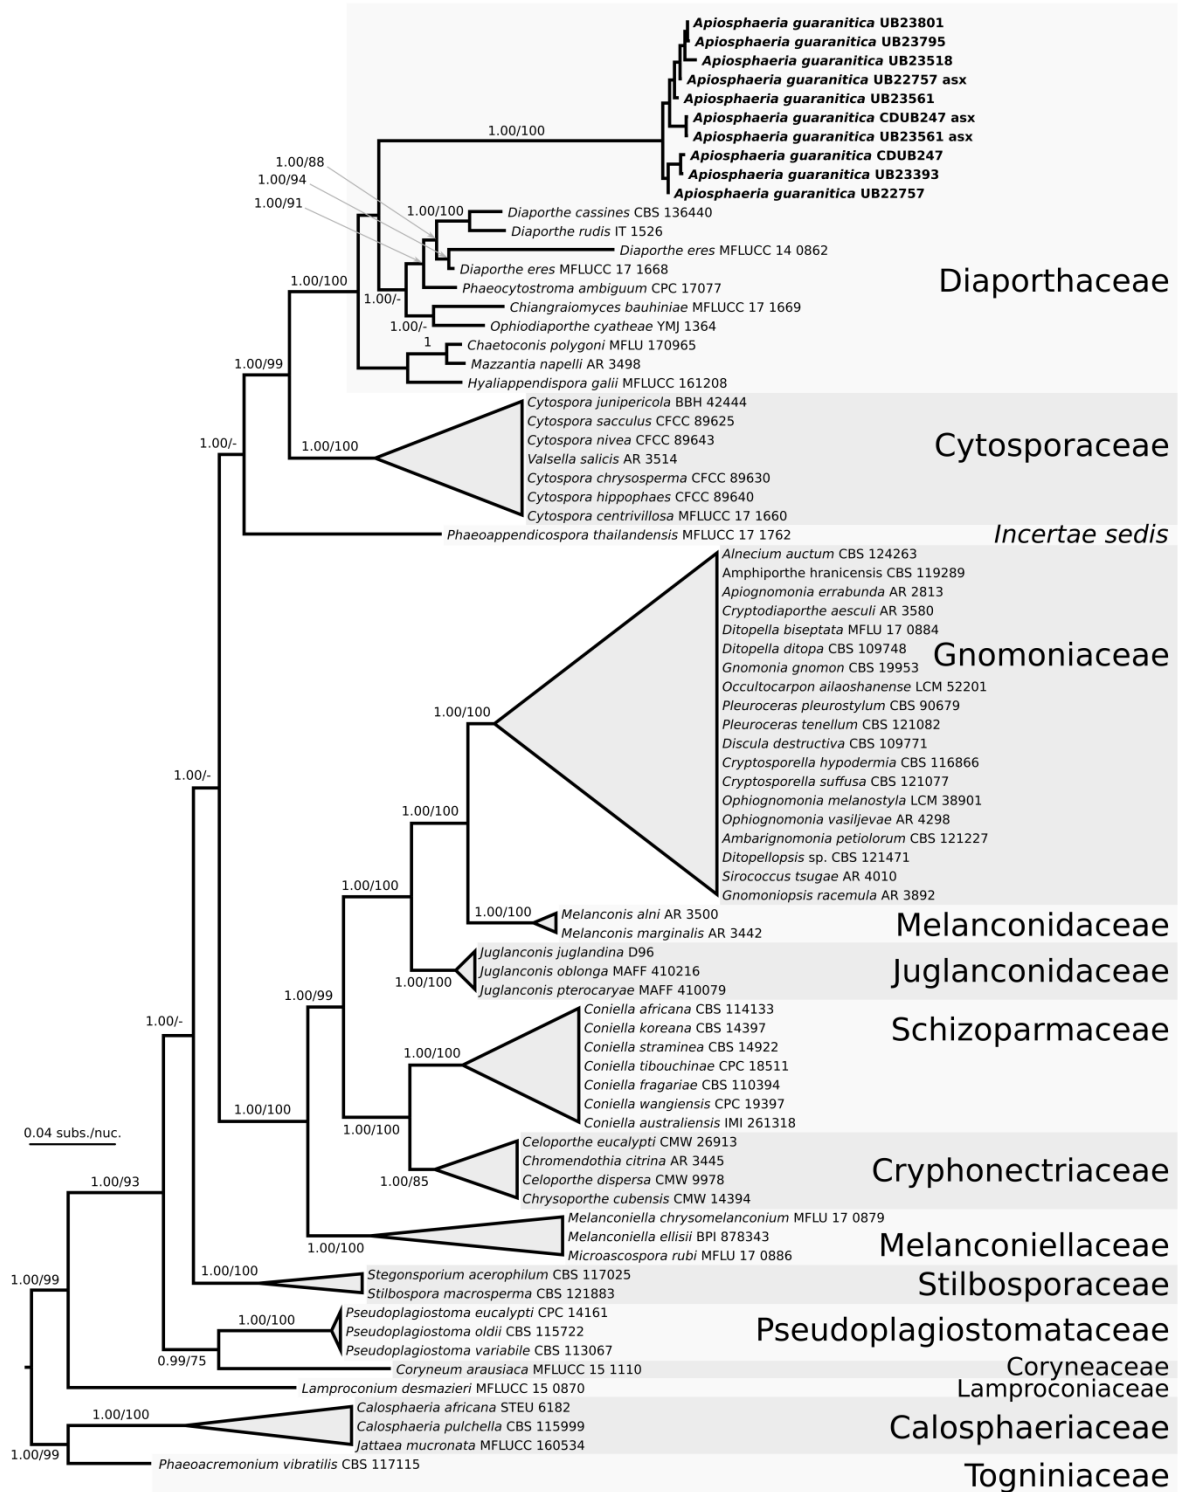 Apiosphaeria guaranitica UB23801
Apiosphaeria guaranitica UB23795
Apiosphaeria guaranitica UB23518
Apiosphaeria guaranitica UB22757 asx
Apiosphaeria guaranitica UB23561
Apiosphaeria guaranitica CDUB247 asx
1.00/100
Apiosphaeria guaranitica UB23561 asx
Apiosphaeria guaranitica CDUB247
1.00/88
Apiosphaeria guaranitica UB23393
1.00/94
Apiosphaeria guaranitica UB22757
1.00/91
1.00/100
Diaporthe cassines CBS 136440
Diaporthe rudis IT 1526
Diaporthe eres MFLUCC 14 0862
Diaporthe eres MFLUCC 17 1668
Diaporthaceae
1.00/100
Phaeocytostroma ambiguum CPC 17077
1.00/-
Chiangraiomyces bauhiniae MFLUCC 17 1669
1.00/-
Ophiodiaporthe cyatheae YMJ 1364
1
Chaetoconis polygoni MFLU 170965
1.00/99
Mazzantia napelli AR 3498
Hyaliappendispora galii MFLUCC 161208
Cytospora junipericola BBH 42444
Cytospora sacculus CFCC 89625
1.00/-
1.00/100
Cytospora nivea CFCC 89643
Cytosporaceae
Valsella salicis AR 3514
Cytospora chrysosperma CFCC 89630
Cytospora hippophaes CFCC 89640
Cytospora centrivillosa MFLUCC 17 1660
Phaeoappendicospora thailandensis MFLUCC 17 1762
Incertae sedis
Alnecium auctum CBS 124263
Amphiporthe hranicensis CBS 119289
Apiognomonia errabunda AR 2813
Cryptodiaporthe aesculi AR 3580
Ditopella biseptata MFLU 17 0884
Ditopella ditopa CBS 109748
Gnomoniaceae
Gnomonia gnomon CBS 19953
Occultocarpon ailaoshanense LCM 52201
1.00/100
Pleuroceras pleurostylum CBS 90679
Pleuroceras tenellum CBS 121082
Discula destructiva CBS 109771
Cryptosporella hypodermia CBS 116866
1.00/-
Cryptosporella suffusa CBS 121077
Ophiognomonia melanostyla LCM 38901
1.00/100
Ophiognomonia vasiljevae AR 4298
Ambarignomonia petiolorum CBS 121227
Ditopellopsis sp. CBS 121471
Sirococcus tsugae AR 4010
1.00/100
Gnomoniopsis racemula AR 3892
1.00/100
Melanconis alni AR 3500
Melanconidaceae
Melanconis marginalis AR 3442
Juglanconis juglandina D96
1.00/100
Juglanconis oblonga MAFF 410216
Juglanconidaceae
Juglanconis pterocaryae MAFF 410079
1.00/99
Coniella africana CBS 114133
1.00/-
Coniella koreana CBS 14397
Schizoparmaceae
1.00/100
Coniella straminea CBS 14922
Coniella tibouchinae CPC 18511
Coniella fragariae CBS 110394
1.00/100
Coniella wangiensis CPC 19397
1.00/100
Coniella australiensis IMI 261318
0.04 subs./nuc.
Celoporthe eucalypti CMW 26913
Chromendothia citrina AR 3445
Cryphonectriaceae
1.00/93
1.00/85
Celoporthe dispersa CMW 9978
Chrysoporthe cubensis CMW 14394
Melanconiella chrysomelanconium MFLU 17 0879
1.00/100
Melanconiella ellisii BPI 878343
Melanconiellaceae
Microascospora rubi MFLU 17 0886
1.00/99
1.00/100
Stegonsporium acerophilum CBS 117025
Stilbosporaceae
Stilbospora macrosperma CBS 121883
Pseudoplagiostoma eucalypti CPC 14161
1.00/100
Pseudoplagiostoma oldii CBS 115722
Pseudoplagiostomataceae
Pseudoplagiostoma variabile CBS 113067
0.99/75
Coryneum arausiaca MFLUCC 15 1110
Coryneaceae
Lamproconium desmazieri MFLUCC 15 0870
Lamproconiaceae
1.00/100
Calosphaeria africana STEU 6182
Calosphaeria pulchella CBS 115999
Calosphaeriaceae
Jattaea mucronata MFLUCC 160534
1.00/99
Phaeoacremonium vibratilis CBS 117115
Togniniaceae